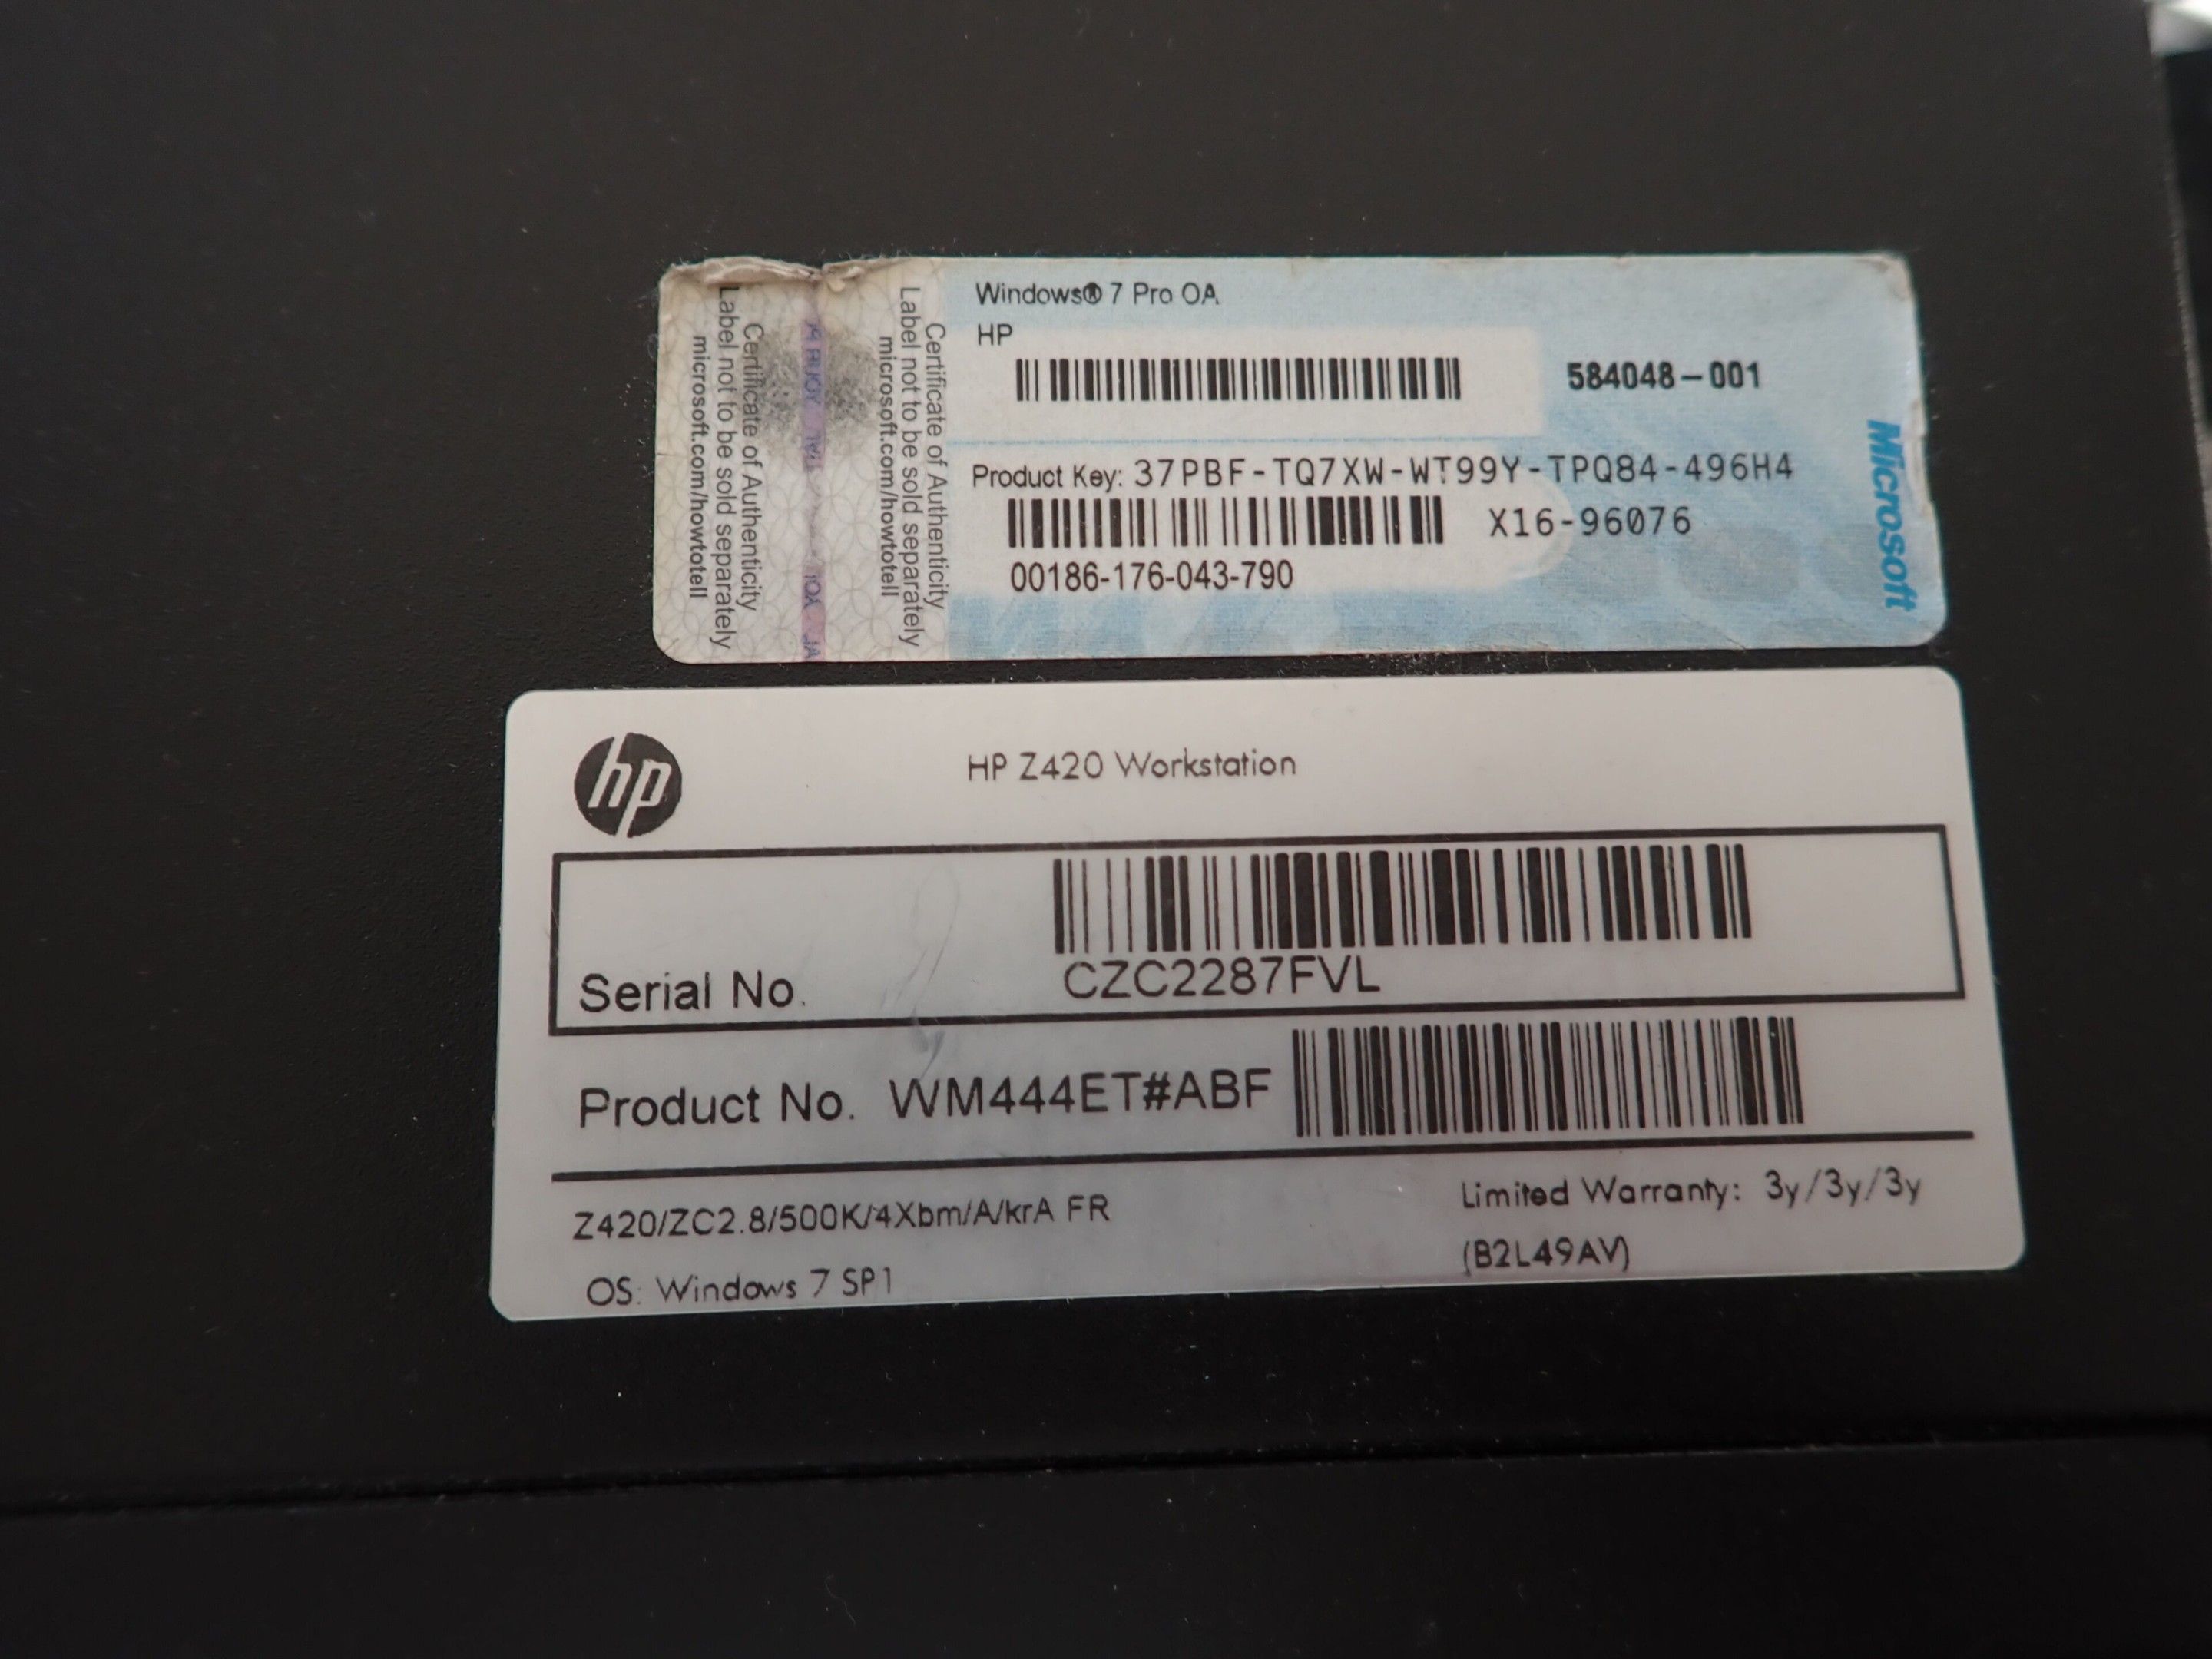 Windows® 7 Pro OA
HP
584048-001
Product Key: 37PBF-TQ7XW-WT99Y-TPQ84-496H4
X16-96076
00186-176-043-790
Microsoft
Certificate of Authenticity
Label not to be sold separately
microsoft.com/howtotell
Certificate of Authenticity
Label not to be sold separately
microsoft.com/howtotell
hp
HP Z420 Workstation
Serial No.
CZC2287FVL
Product No. WM444ET#ABF
Z420/ZC2.8/500K/4Xbm/A/krA FR
Limited Warranty: 3y/3y/3y
(B2L49AV)
OS: Windows 7 SP1